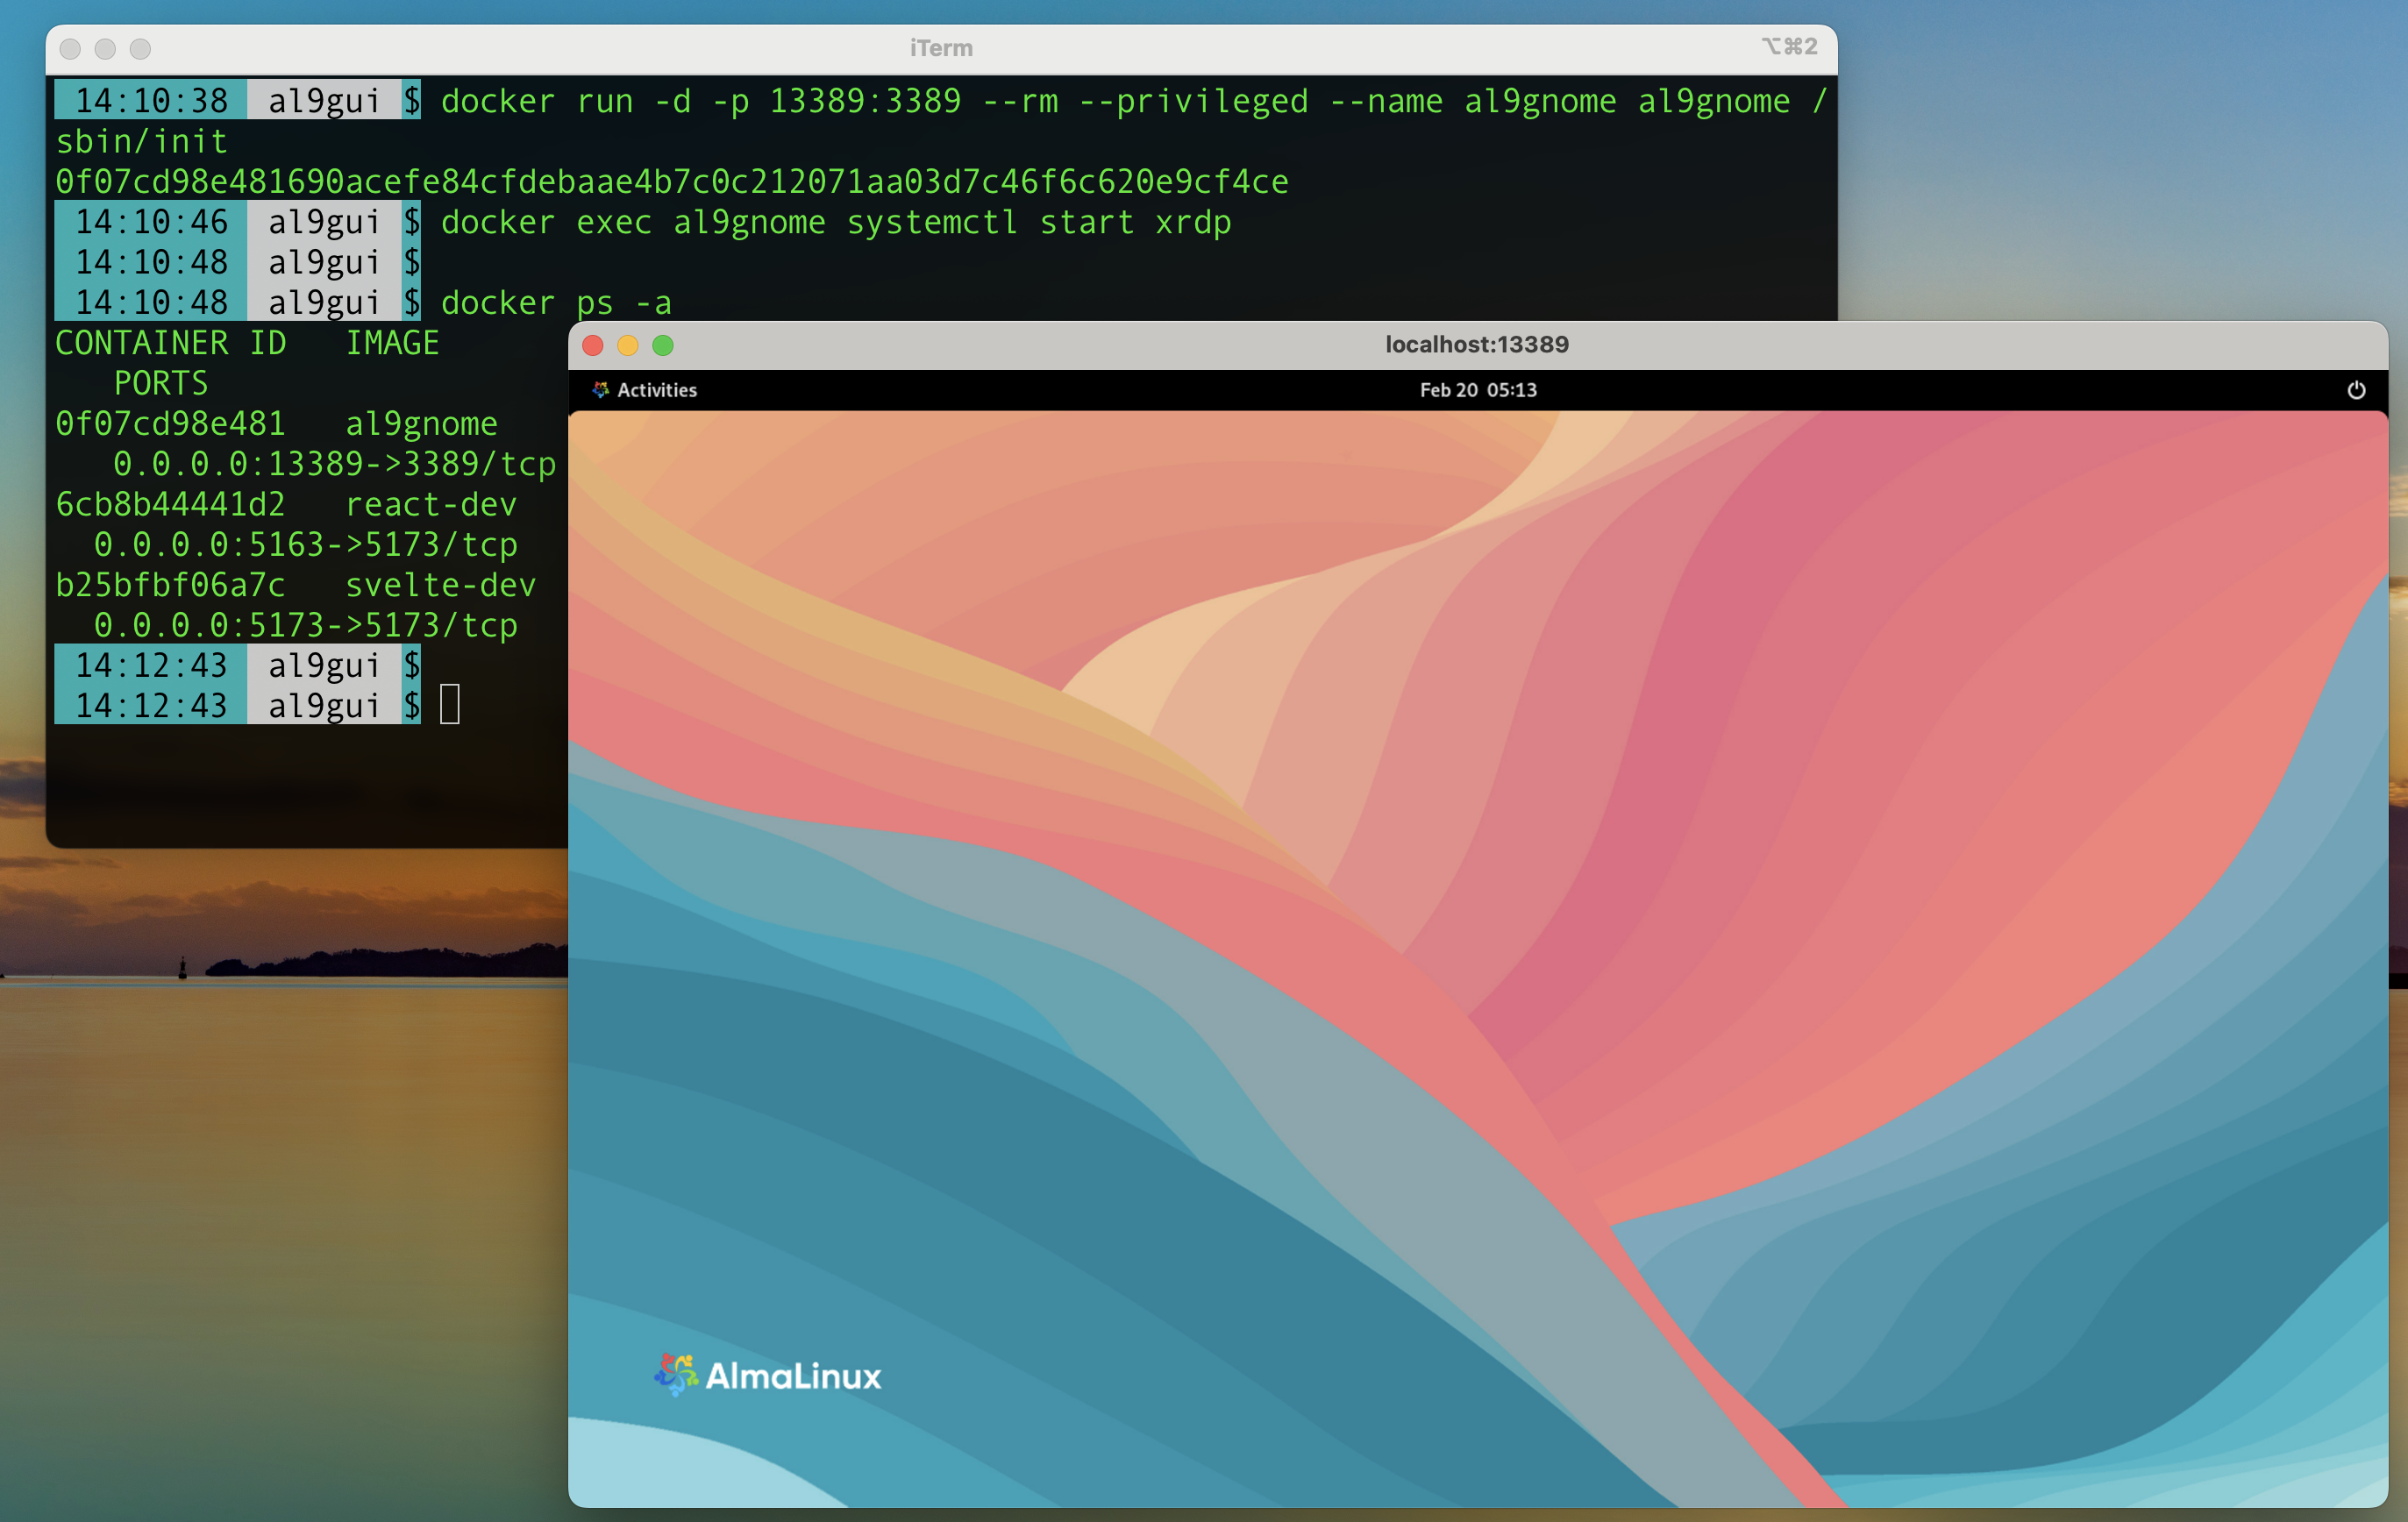 iTerm
⌥⌘2
14:10:38 al9gui $ docker run -d -p 13389:3389 --rm --privileged --name al9gnome al9gnome /
sbin/init
0f07cd98e481690acefe84cfdebaae4b7c0c212071aa03d7c46f6c620e9cf4ce
14:10:46 al9gui $ docker exec al9gnome systemctl start xrdp
14:10:48 al9gui $
14:10:48 al9gui $ docker ps -a
CONTAINER ID IMAGE
PORTS
0f07cd98e481 al9gnome
0.0.0.0:13389->3389/tcp
6cb8b44441d2 react-dev
0.0.0.0:5163->5173/tcp
b25bfbf06a7c svelte-dev
0.0.0.0:5173->5173/tcp
14:12:43 al9gui $
14:12:43 al9gui $
localhost:13389
Activities
Feb 20 05:13
AlmaLinux